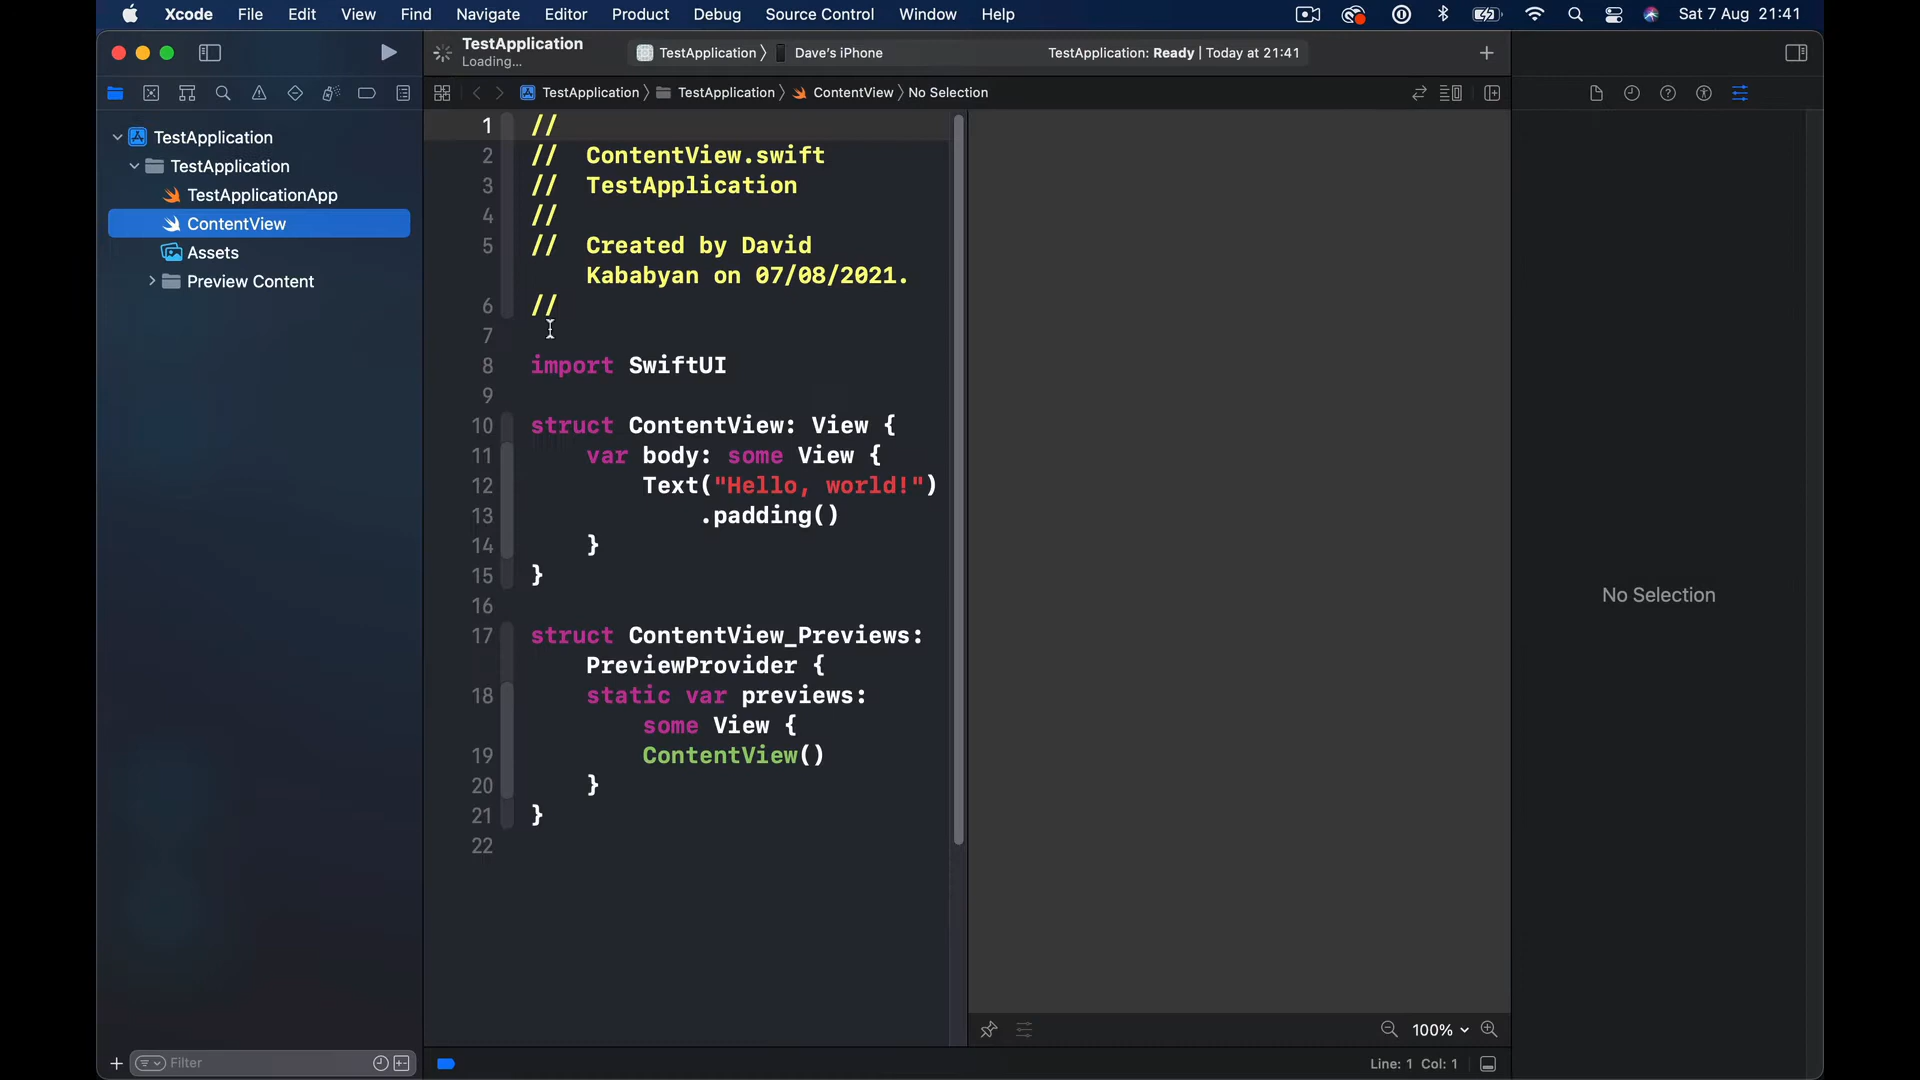 Xcode File Edit View Find Navigate Editor Product Debug Source Control Window Help Sat 7 Aug 21:41
TestApplication
Loading...
TestApplication Dave's iPhone TestApplication: Ready | Today at 21:41
TestApplication TestApplication ContentView No Selection
TestApplication
TestApplication
TestApplicationApp
ContentView
Assets
Preview Content
Filter
1 //
2 //  ContentView.swift
3 //  TestApplication
4 //
5 //  Created by David
Kababyan on 07/08/2021.
6 //
7
8 import SwiftUI
9
10 struct ContentView: View {
11     var body: some View {
12         Text("Hello, world!")
13             .padding()
14     }
15 }
16
17 struct ContentView_Previews:
PreviewProvider {
18     static var previews:
some View {
19         ContentView()
20     }
21 }
22
No Selection
100%
Line: 1 Col: 1